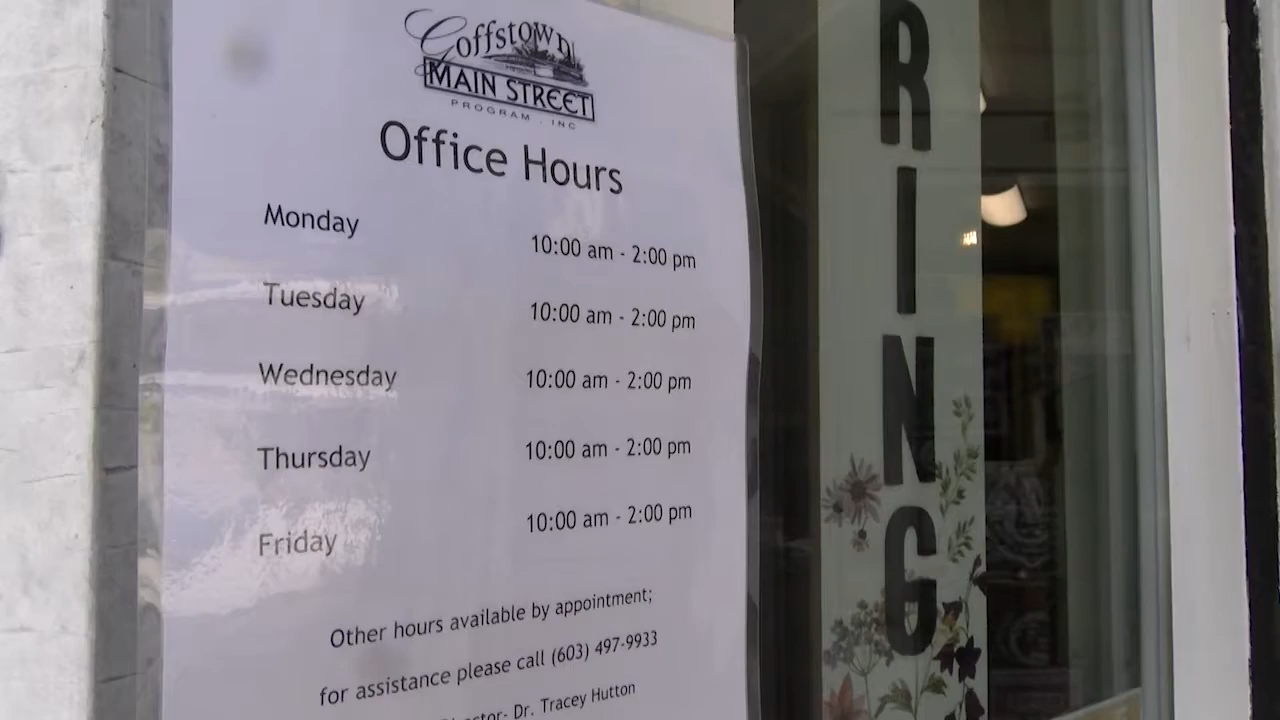 Goffstown
MAIN STREET
PROGRAM . INC
Office Hours
Monday 10:00 am - 2:00 pm
Tuesday 10:00 am - 2:00 pm
Wednesday 10:00 am - 2:00 pm
Thursday 10:00 am - 2:00 pm
Friday 10:00 am - 2:00 pm
Other hours available by appointment;
for assistance please call (603) 497-9933
Dr. Tracey Hutton
RING